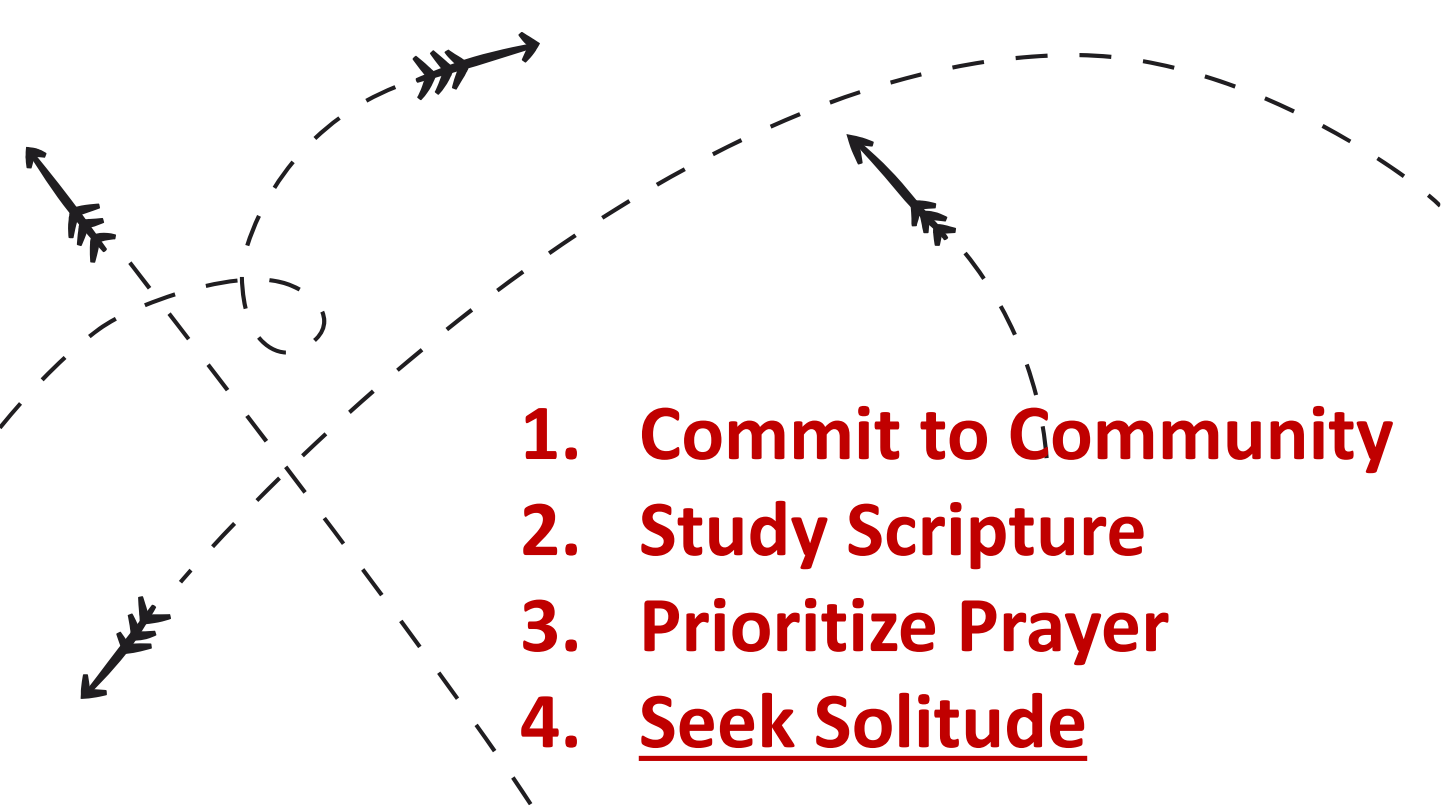 1. Commit to Community
2. Study Scripture
3. Prioritize Prayer
4. Seek Solitude